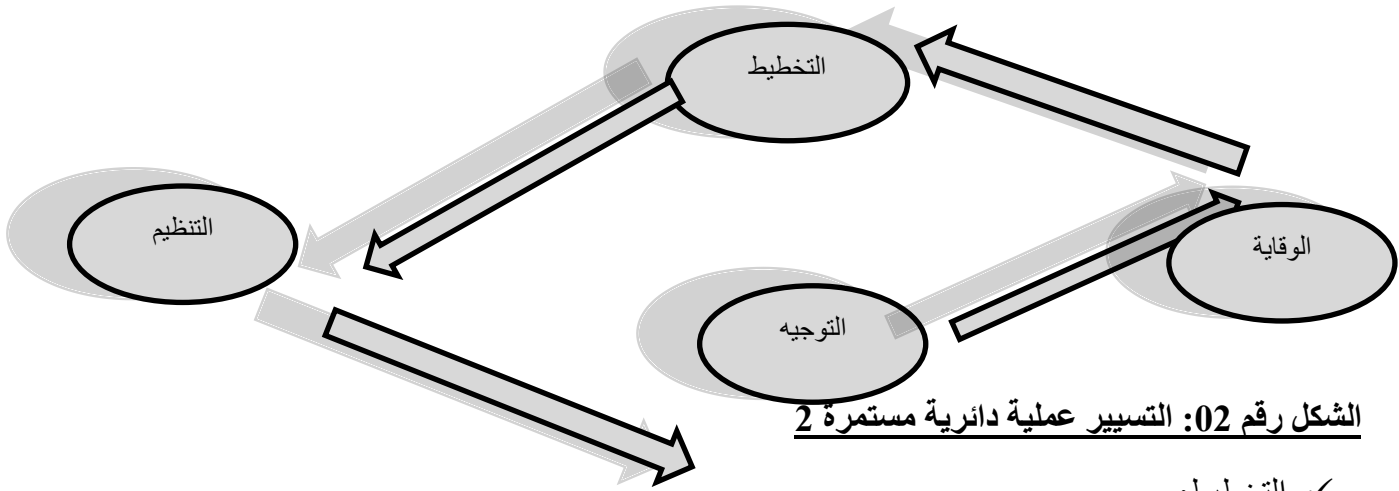 التخطيط
التنظيم
الوقاية
التوجيه
الشكل رقم 02: التسيير عملية دائرية مستمرة 2